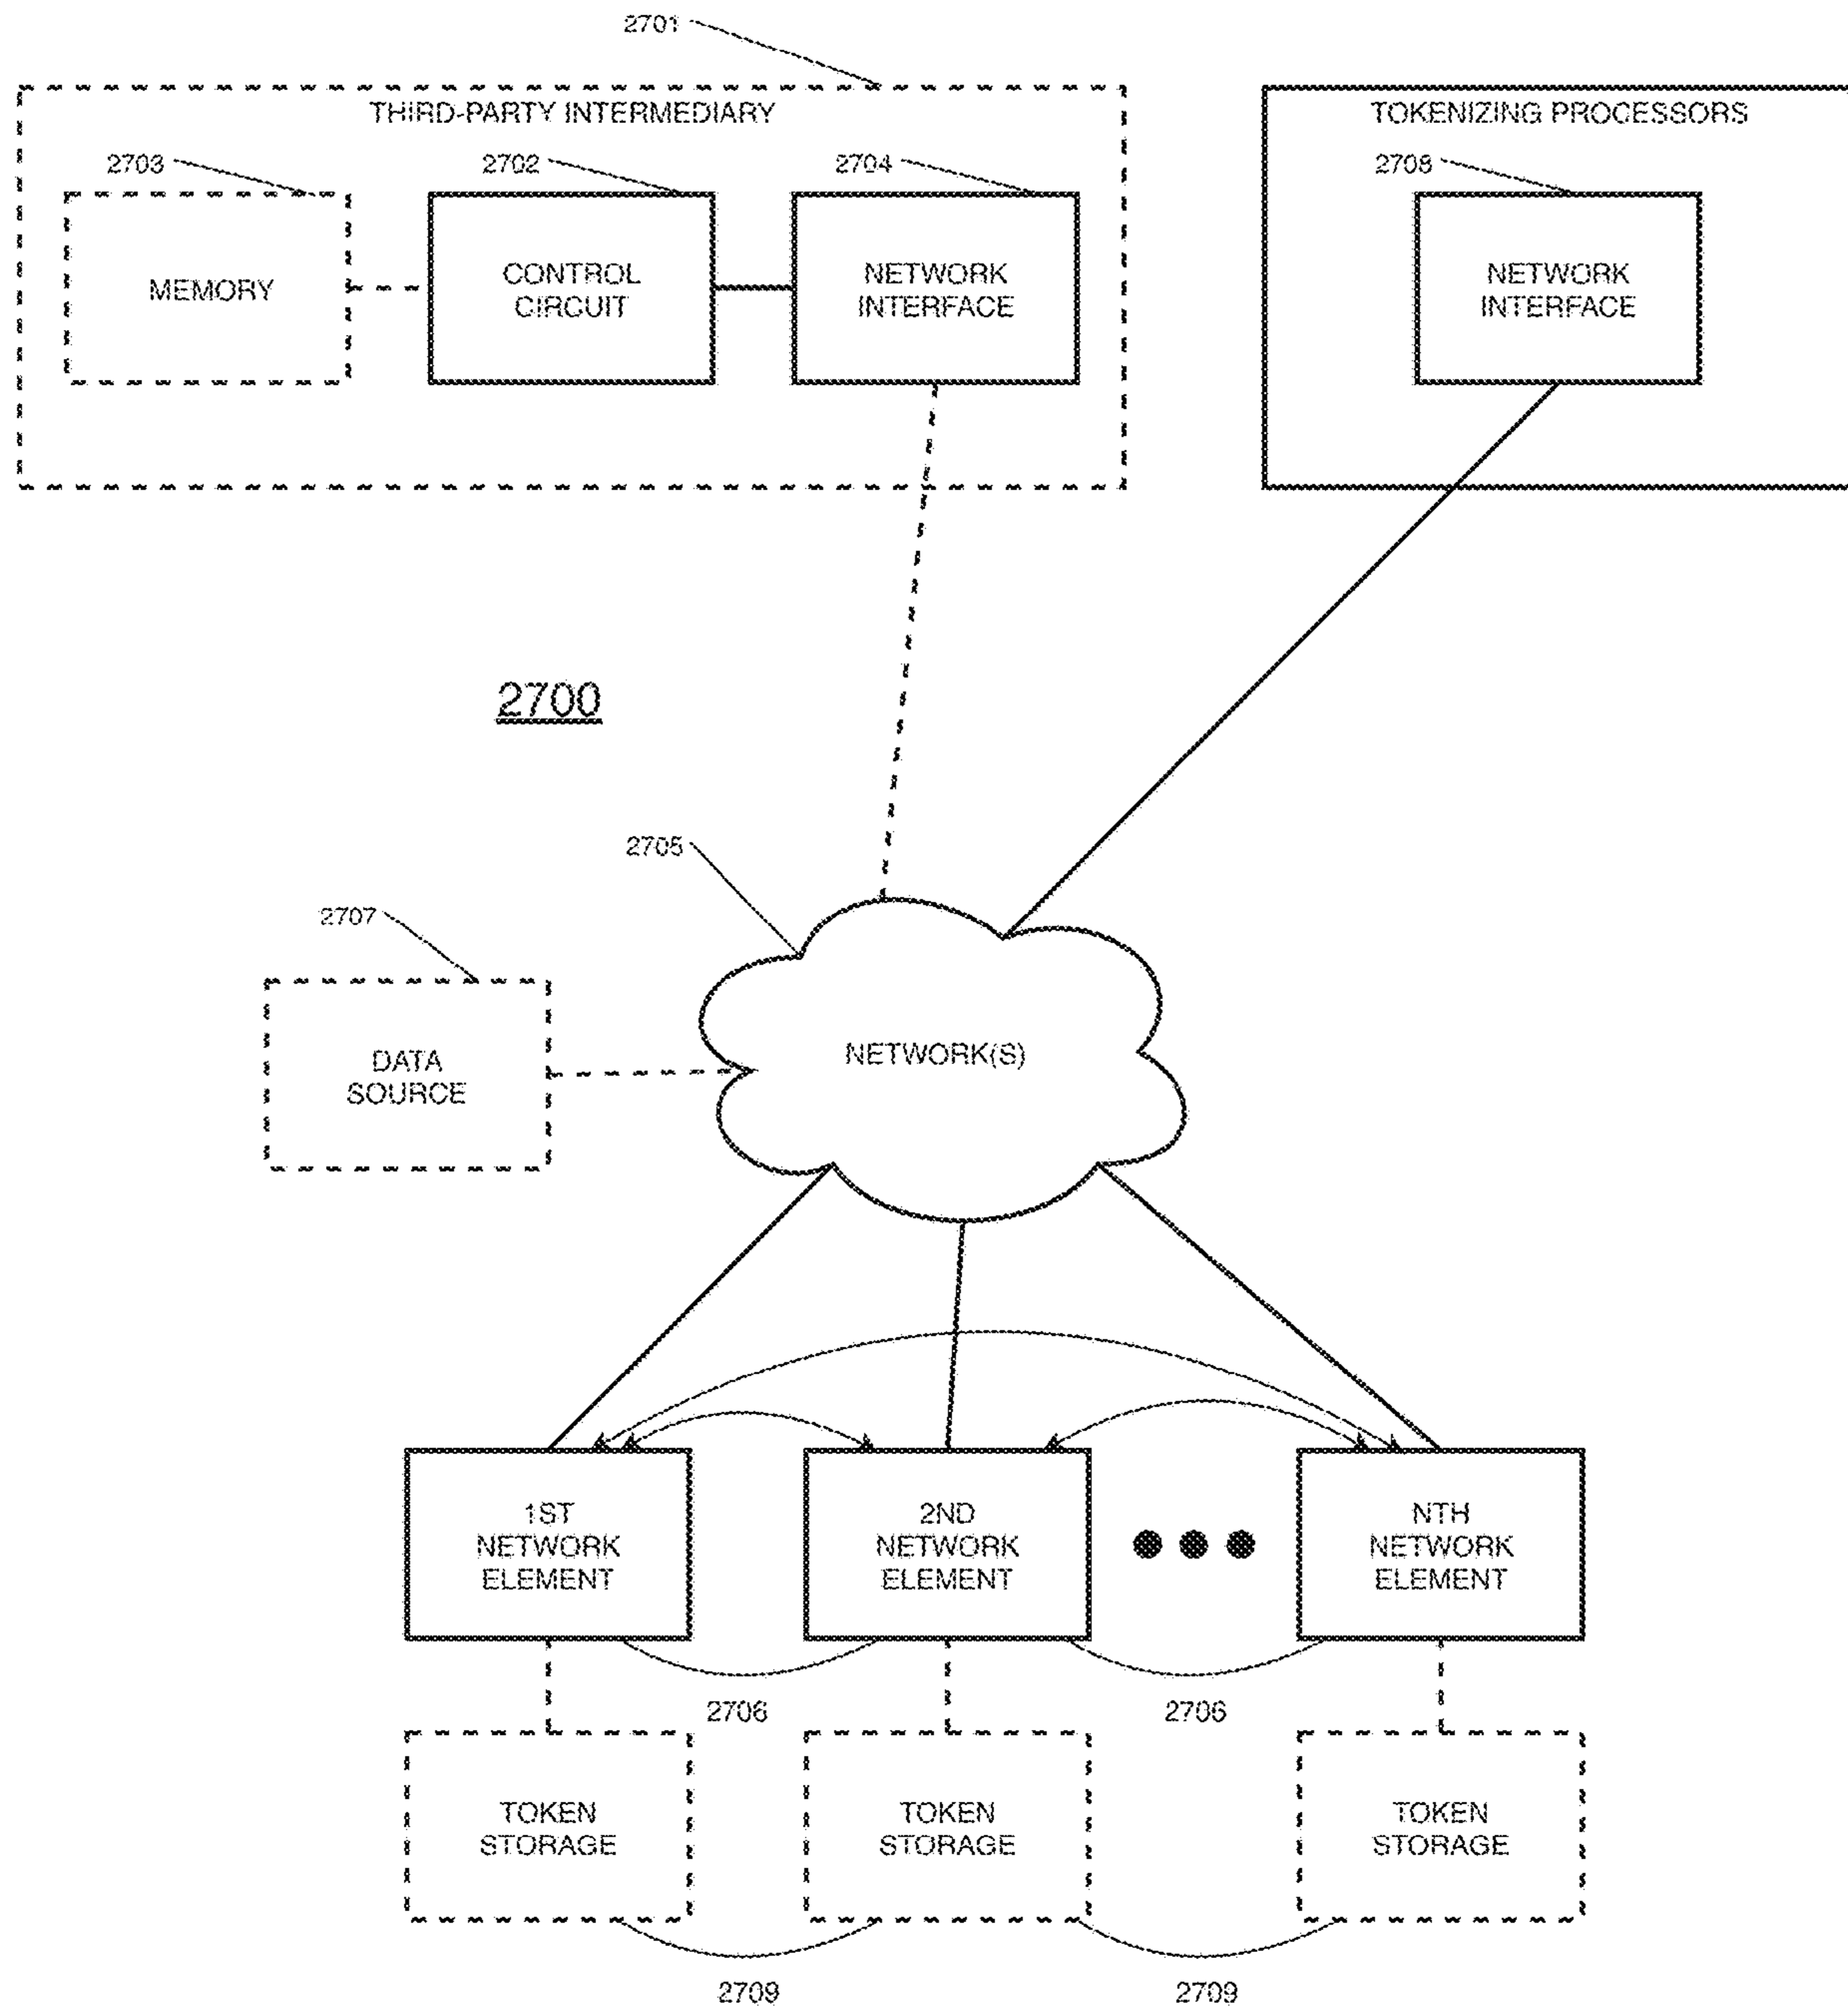 2701
THIRD-PARTY INTERMEDIARY
TOKENIZING PROCESSORS
2703
2702
2704
2708
MEMORY
CONTROL
CIRCUIT
NETWORK
INTERFACE
NETWORK
INTERFACE
2700
2705
2707
DATA
SOURCE
NETWORK(S)
1ST
NETWORK
ELEMENT
2ND
NETWORK
ELEMENT
NTH
NETWORK
ELEMENT
2706
2706
TOKEN
STORAGE
TOKEN
STORAGE
TOKEN
STORAGE
2709
2709